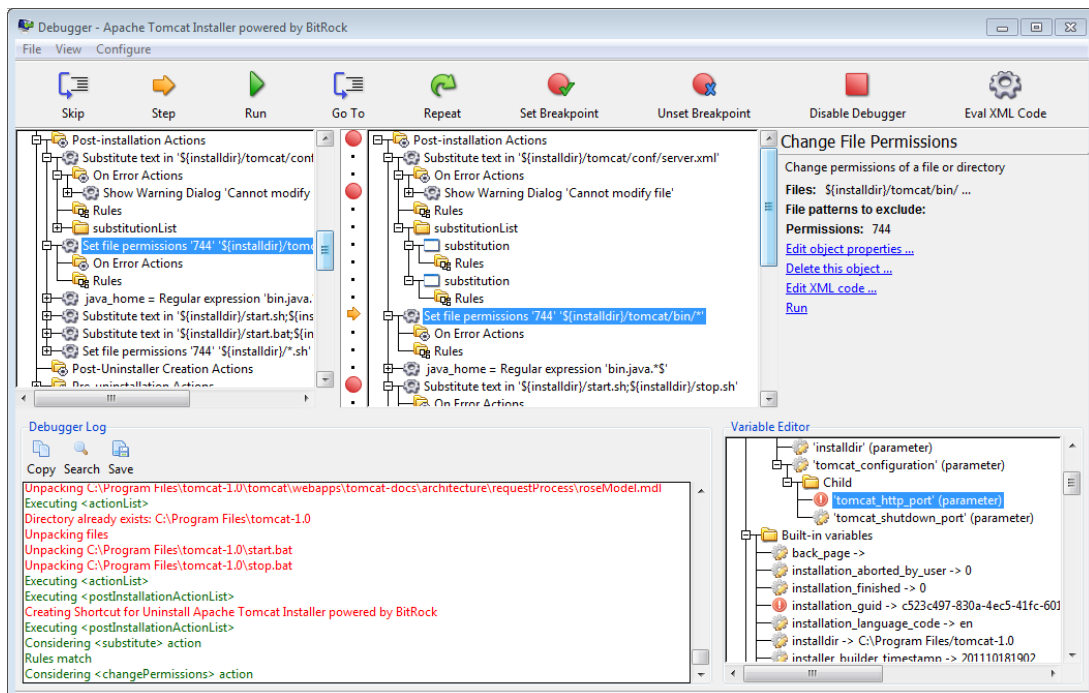 Debugger - Apache Tomcat Installer powered by BitRock
File View Configure
Skip Step Run Go To Repeat Set Breakpoint Unset Breakpoint Disable Debugger Eval XML Code
Post-installation Actions
Substitute text in '${installdir}/tomcat/conf
On Error Actions
Show Warning Dialog 'Cannot modify
Rules
substitutionList
Set file permissions '744' '${installdir}/tomc
On Error Actions
Rules
java_home = Regular expression 'bin.java.'
Substitute text in '${installdir}/start.sh;${ins
Substitute text in '${installdir}/start.bat;${in
Set file permissions '744' '${installdir}/*.sh'
Post-Uninstaller Creation Actions
Pre-uninstallation Actions
Post-installation Actions
Substitute text in '${installdir}/tomcat/conf/server.xml'
On Error Actions
Show Warning Dialog 'Cannot modify file'
Rules
substitutionList
substitution
Rules
substitution
Rules
Set file permissions '744' '${installdir}/tomcat/bin/*'
On Error Actions
Rules
java_home = Regular expression 'bin.java.*$'
Substitute text in '${installdir}/start.sh;${installdir}/stop.sh'
On Error Actions
Change File Permissions
Change permissions of a file or directory
Files: ${installdir}/tomcat/bin/ ...
File patterns to exclude:
Permissions: 744
Edit object properties ...
Delete this object ...
Edit XML code ...
Run
Debugger Log
Copy Search Save
Unpacking C:\Program Files\tomcat-1.0\tomcat\webapps\tomcat-docs\architecture\requestProcess\roseModel.mdl
Executing <actionList>
Directory already exists: C:\Program Files\tomcat-1.0
Unpacking files
Unpacking C:\Program Files\tomcat-1.0\start.bat
Unpacking C:\Program Files\tomcat-1.0\stop.bat
Executing <actionList>
Executing <postInstallationActionList>
Creating Shortcut for Uninstall Apache Tomcat Installer powered by BitRock
Executing <postInstallationActionList>
Considering <substitute> action
Rules match
Considering <changePermissions> action
Variable Editor
'installdir' (parameter)
'tomcat_configuration' (parameter)
Child
'tomcat_http_port' (parameter)
'tomcat_shutdown_port' (parameter)
Built-in variables
back_page ->
installation_aborted_by_user -> 0
installation_finished -> 0
installation_guid -> c523c497-830a-4ec5-41fc-601
installation_language_code -> en
installdir -> C:\Program Files/tomcat-1.0
installer_builder_timestamp -> 201110181902